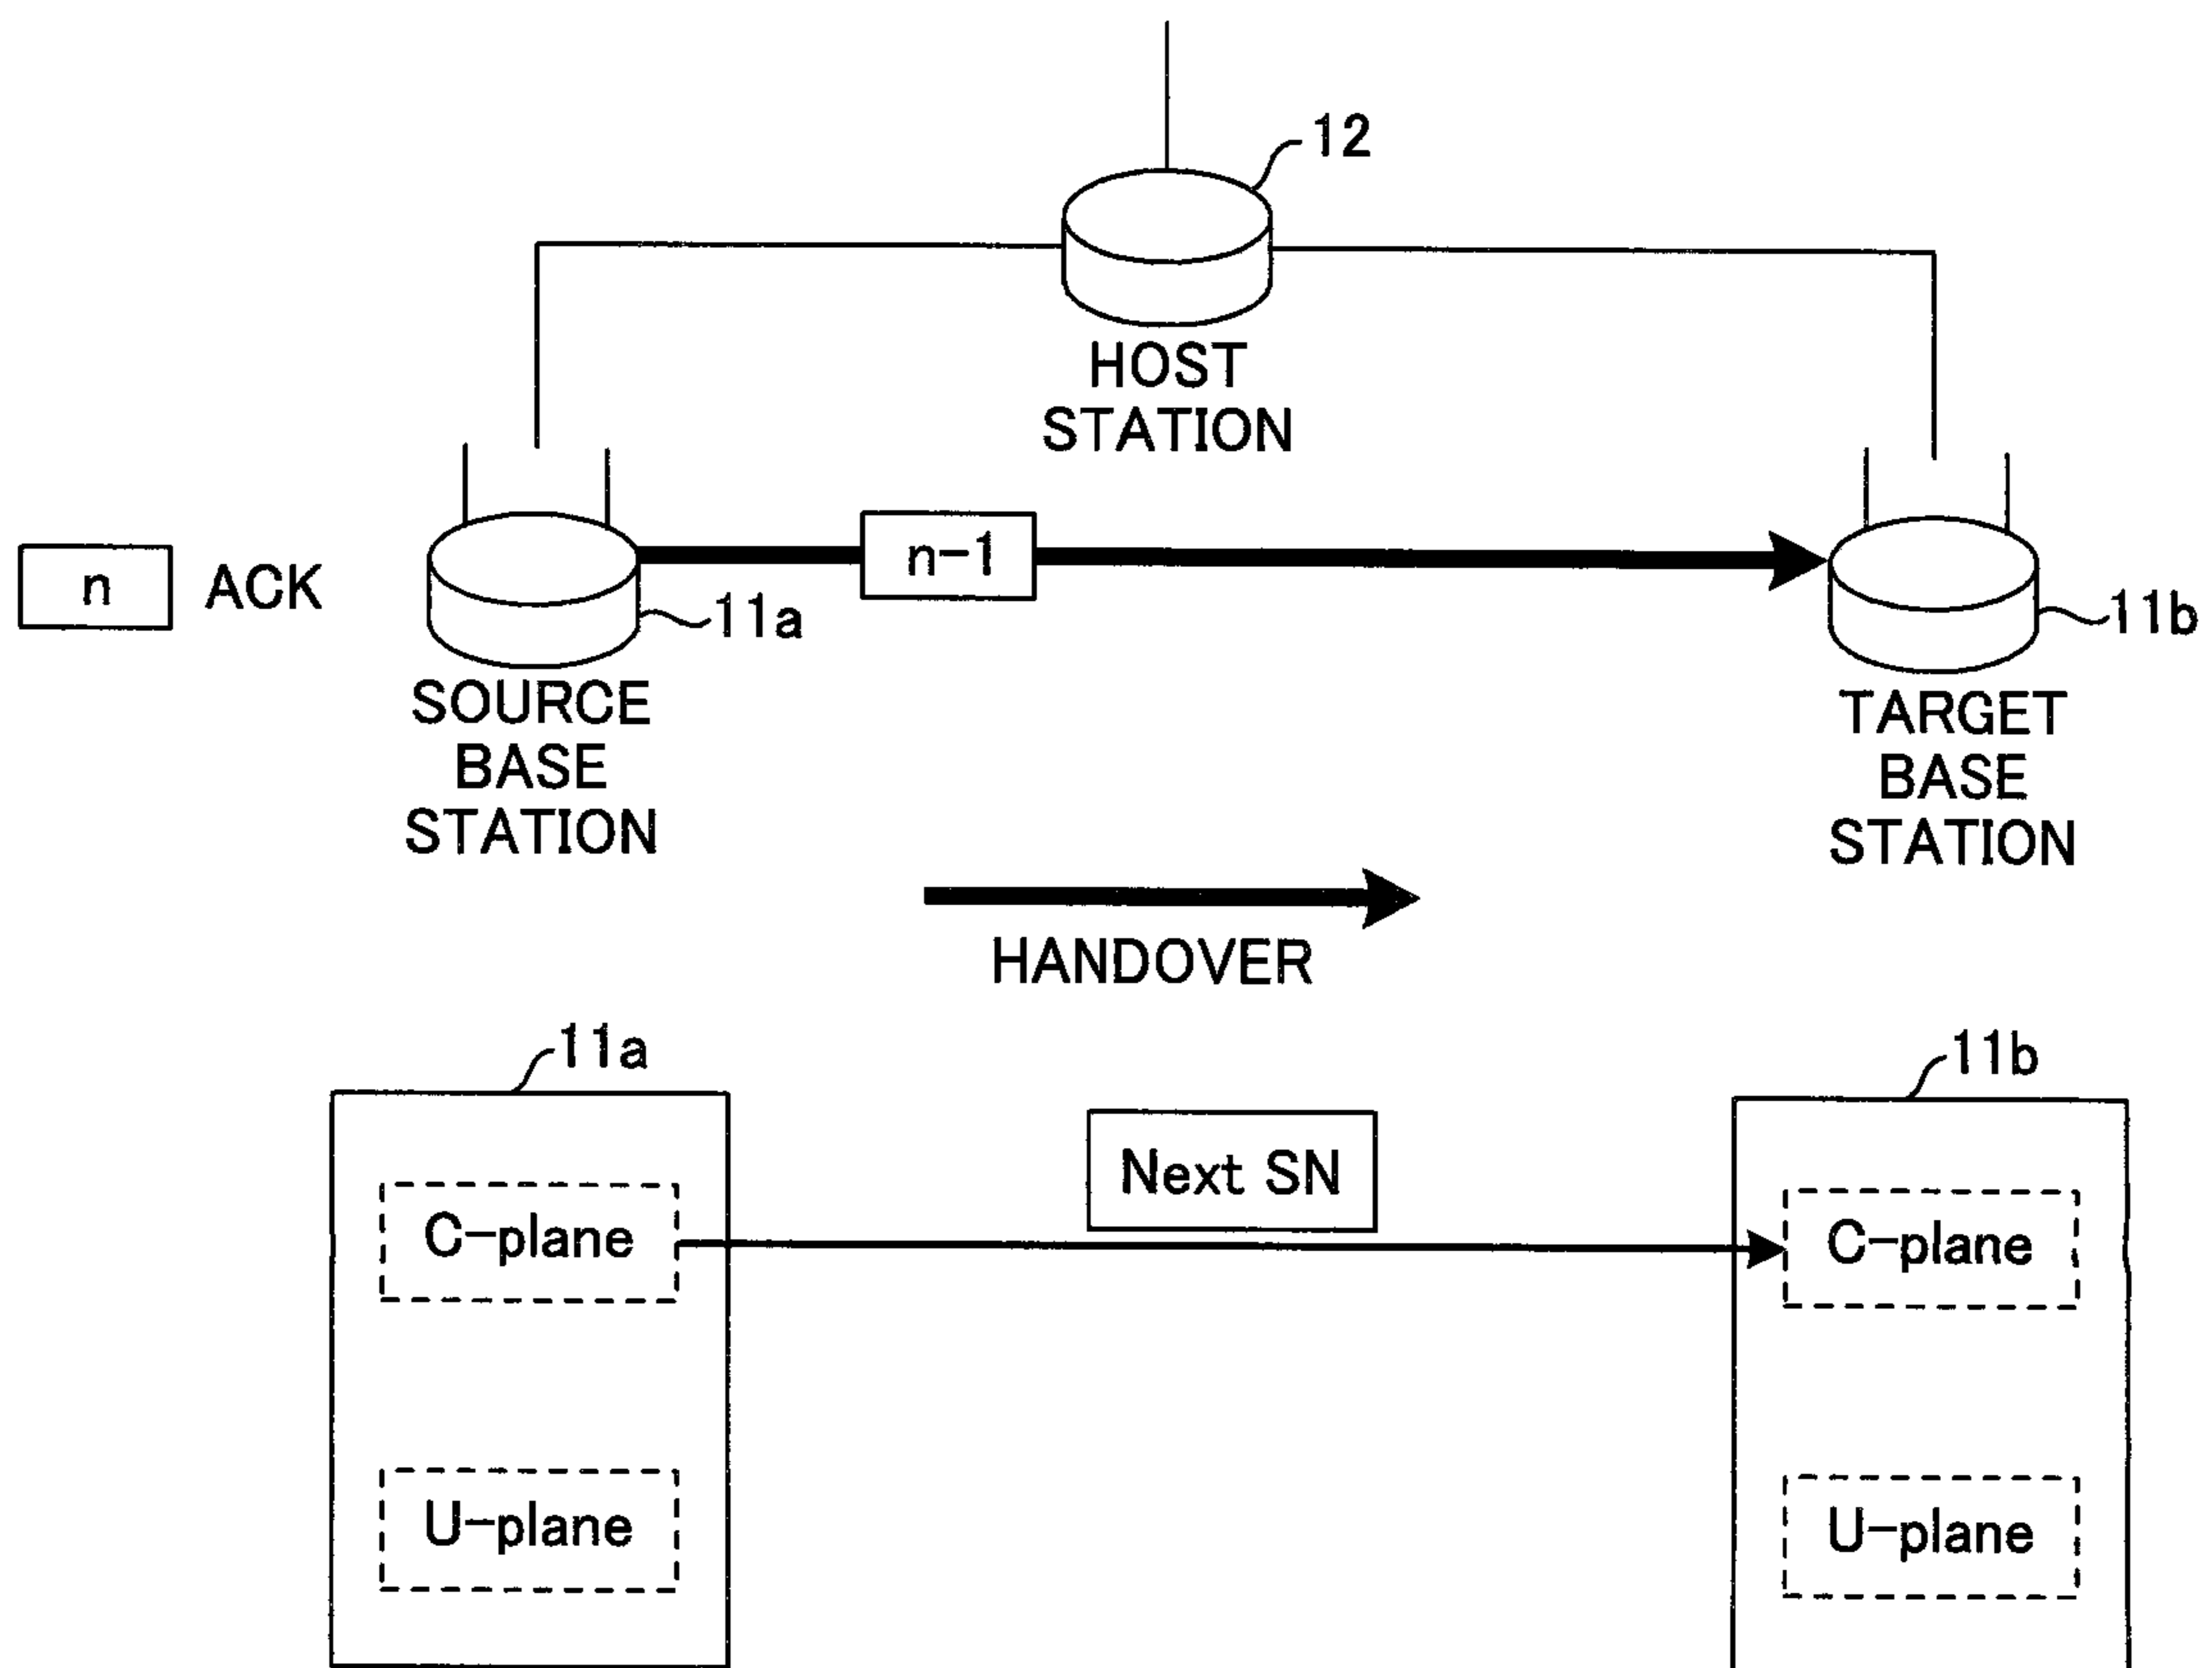 12
HOST
STATION
n
ACK
n-1
11a
11b
SOURCE
BASE
STATION
TARGET
BASE
STATION
HANDOVER
11a
11b
Next SN
C-plane
C-plane
U-plane
U-plane